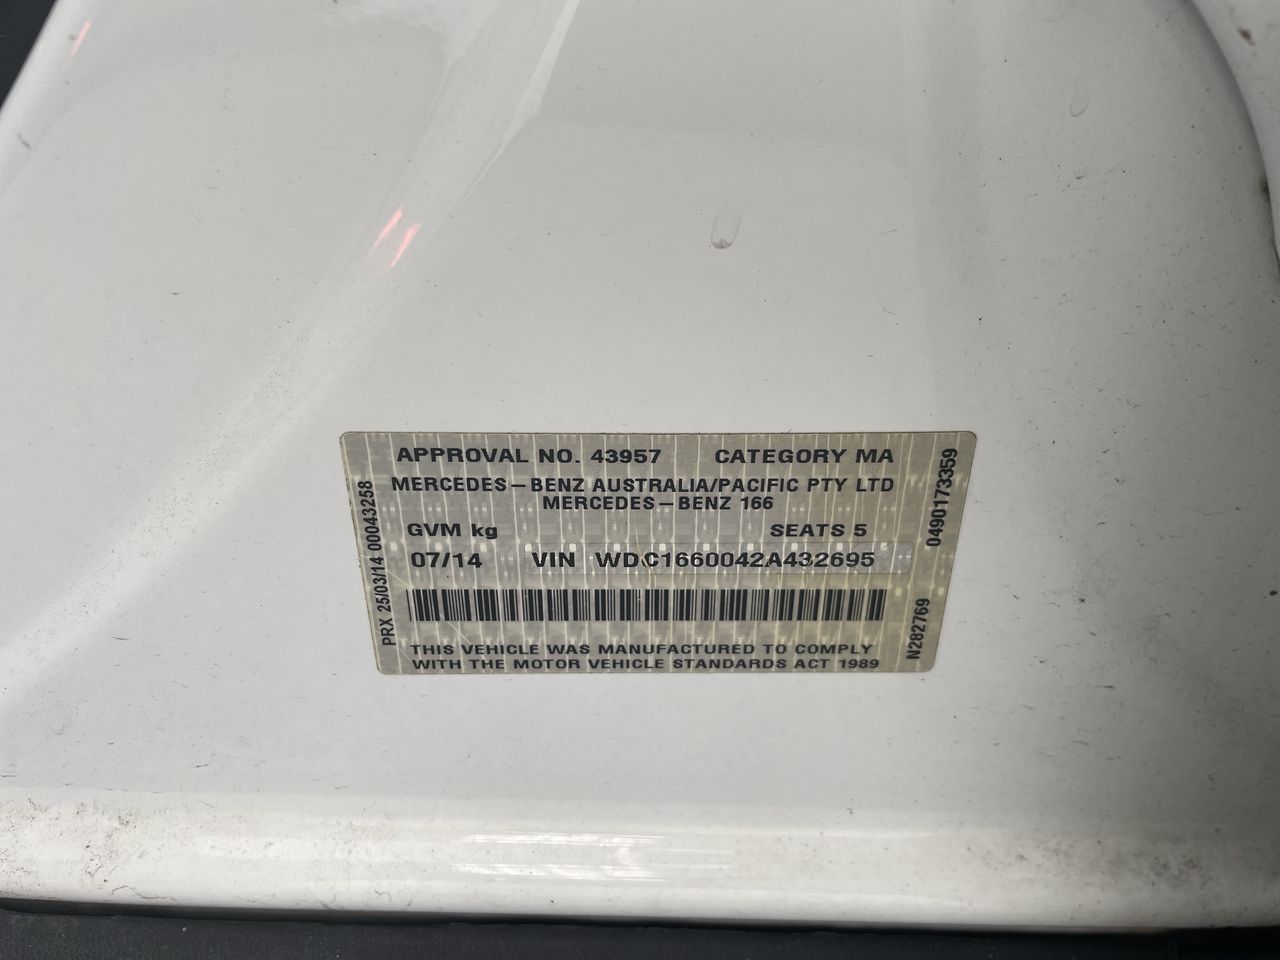 APPROVAL NO. 43957 CATEGORY MA
MERCEDES-BENZ AUSTRALIA/PACIFIC PTY LTD
MERCEDES-BENZ 166
GVM kg SEATS 5
07/14 VIN WDC1660042A432695
THIS VEHICLE WAS MANUFACTURED TO COMPLY
WITH THE MOTOR VEHICLE STANDARDS ACT 1989
PRX 25/03/14 00043258
N282769 0490173359